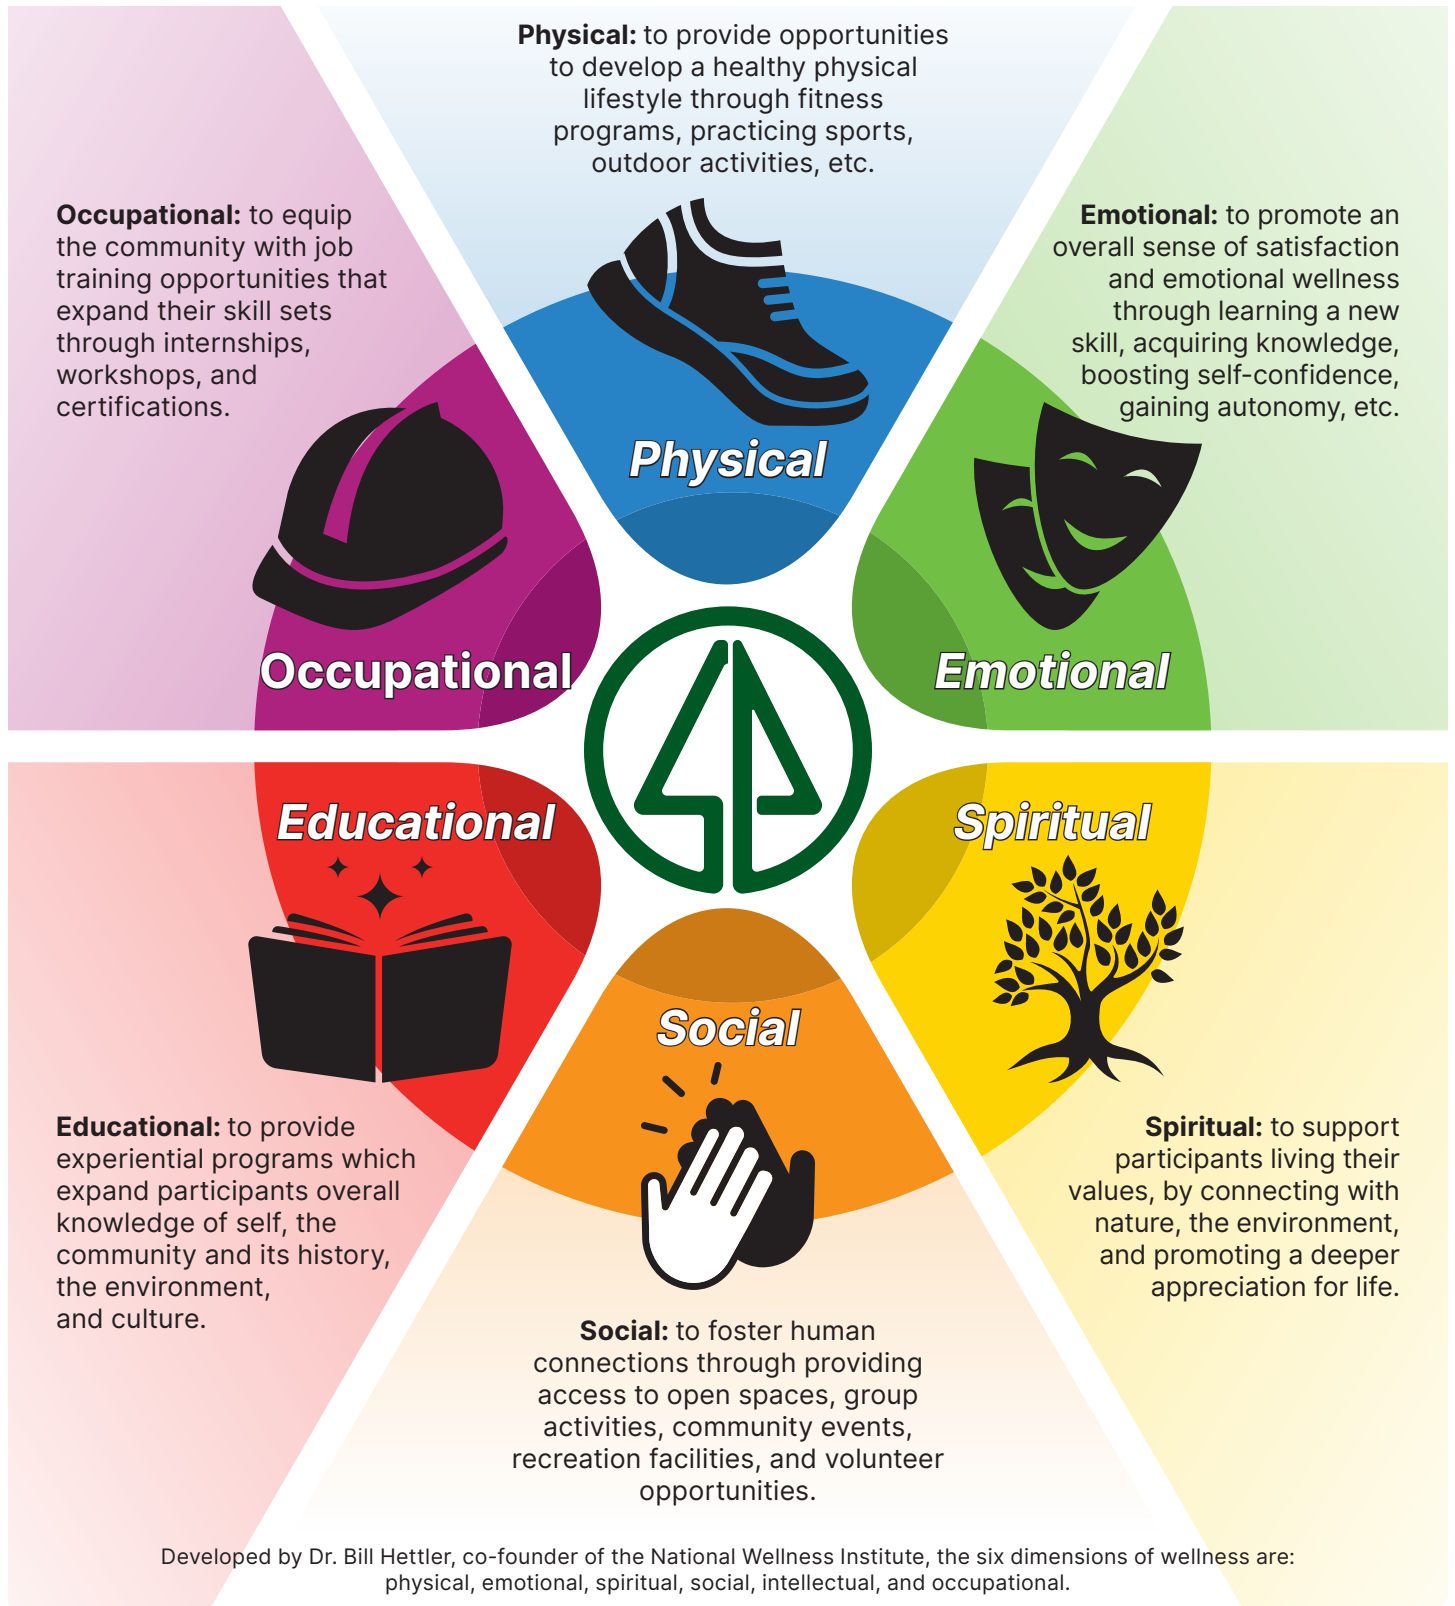 Physical: to provide opportunities
to develop a healthy physical
lifestyle through fitness
programs, practicing sports,
outdoor activities, etc.
Occupational: to equip
the community with job
training opportunities that
expand their skill sets
through internships,
workshops, and
certifications.
Emotional: to promote an
overall sense of satisfaction
and emotional wellness
through learning a new
skill, acquiring knowledge,
boosting self-confidence,
gaining autonomy, etc.
Physical
Occupational
Emotional
Educational
Spiritual
Social
Educational: to provide
experiential programs which
expand participants overall
knowledge of self, the
community and its history,
the environment,
and culture.
Spiritual: to support
participants living their
values, by connecting with
nature, the environment,
and promoting a deeper
appreciation for life.
Social: to foster human
connections through providing
access to open spaces, group
activities, community events,
recreation facilities, and volunteer
opportunities.
Developed by Dr. Bill Hettler, co-founder of the National Wellness Institute, the six dimensions of wellness are:
physical, emotional, spiritual, social, intellectual, and occupational.